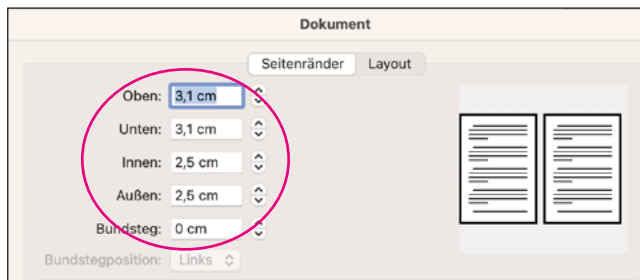 Dokument
Seitenränder Layout
Oben: 3,1 cm
Unten: 3,1 cm
Innen: 2,5 cm
Außen: 2,5 cm
Bundsteg: 0 cm
Bundstegposition: Links